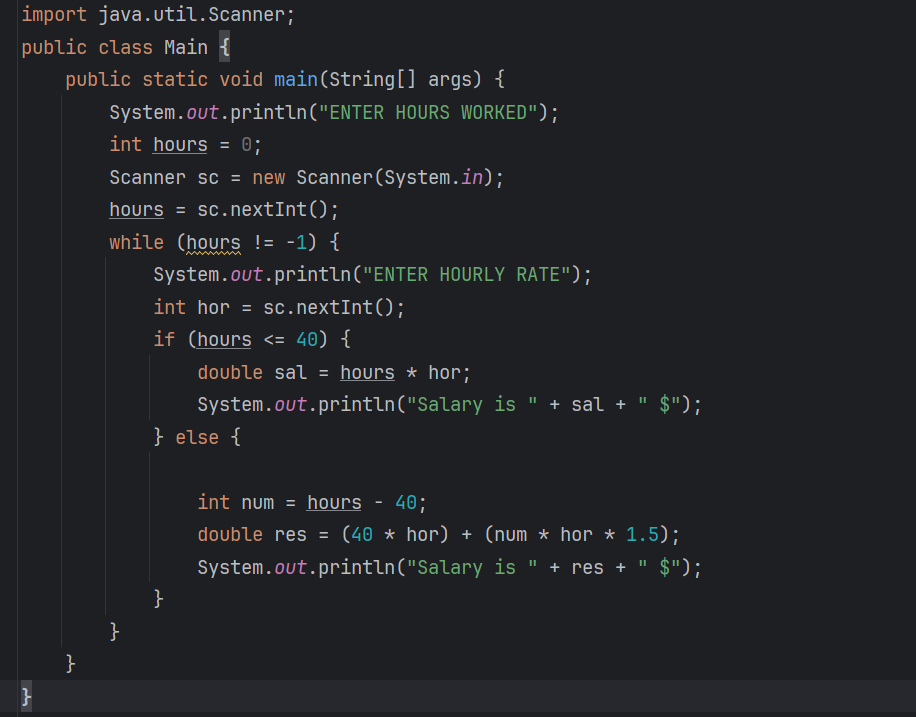 import java.util.Scanner;
public class Main {
    public static void main(String[] args) {
        System.out.println("ENTER HOURS WORKED");
        int hours = 0;
        Scanner sc = new Scanner(System.in);
        hours = sc.nextInt();
        while (hours != -1) {
            System.out.println("ENTER HOURLY RATE");
            int hor = sc.nextInt();
            if (hours <= 40) {
                double sal = hours * hor;
                System.out.println("Salary is " + sal + " $");
            } else {

                int num = hours - 40;
                double res = (40 * hor) + (num * hor * 1.5);
                System.out.println("Salary is " + res + " $");
            }
        }
    }
}